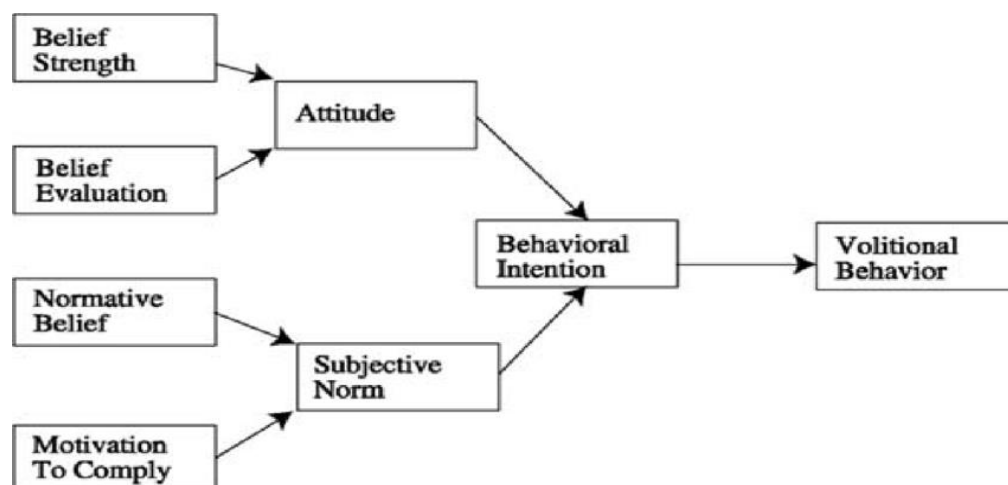 Belief
Strength
Attitude
Belief
Evaluation
Behavioral
Intention
Volitional
Behavior
Normative
Belief
Subjective
Norm
Motivation
To Comply